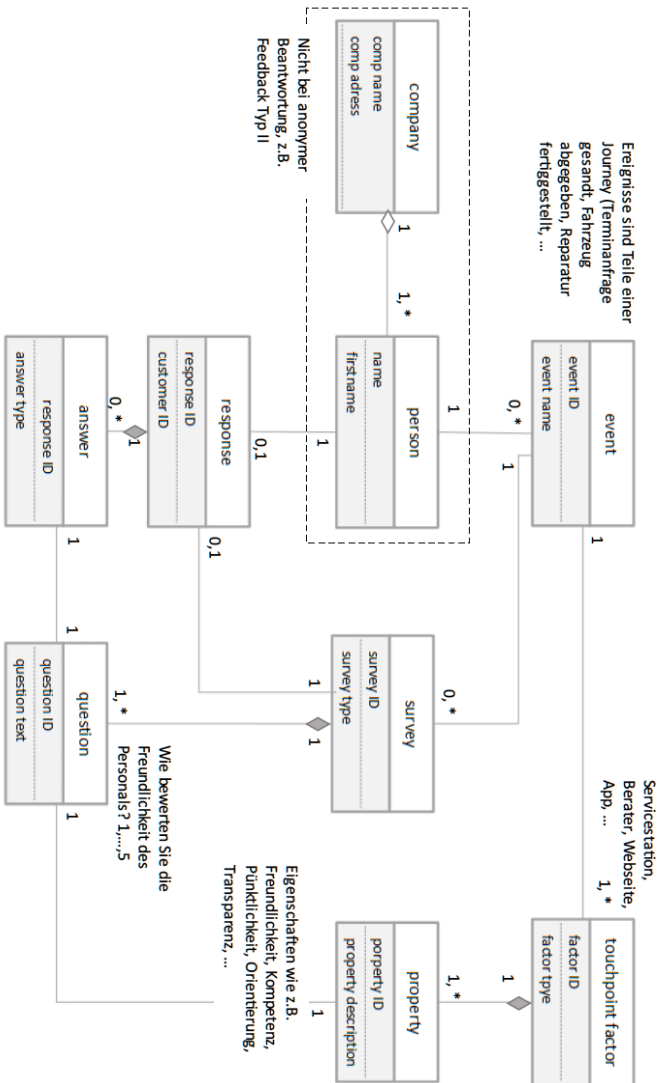 Ereignisse sind Teile einer
Journey (Terminanfrage
gesandt, Fahrzeug
abgegeben, Reparatur
fertiggestellt, ...
event
event ID
event name
1
Servicestation,
Berater, Webseite,
App, ...
1, *
touchpoint factor
factor ID
factor tpye
0, *
1
1
1
company
comp name
comp adress
1
1, *
person
name
firstname
0, *
survey
survey ID
survey type
1, *
property
porperty ID
property description
1
1
1
1
Nicht bei anonymer
Beantwortung, z.B.
Feedback Typ II
0,1
response
response ID
customer ID
0,1
Eigenschaften wie z.B.
Freundlichkeit, Kompetenz,
Pünktlichkeit, Orientierung,
Transparenz, ...
1
0, *
1, *
Wie bewerten Sie die
Freundlichkeit des
Personals? 1,...,5
answer
response ID
answer type
1
1
question
question ID
question text
1